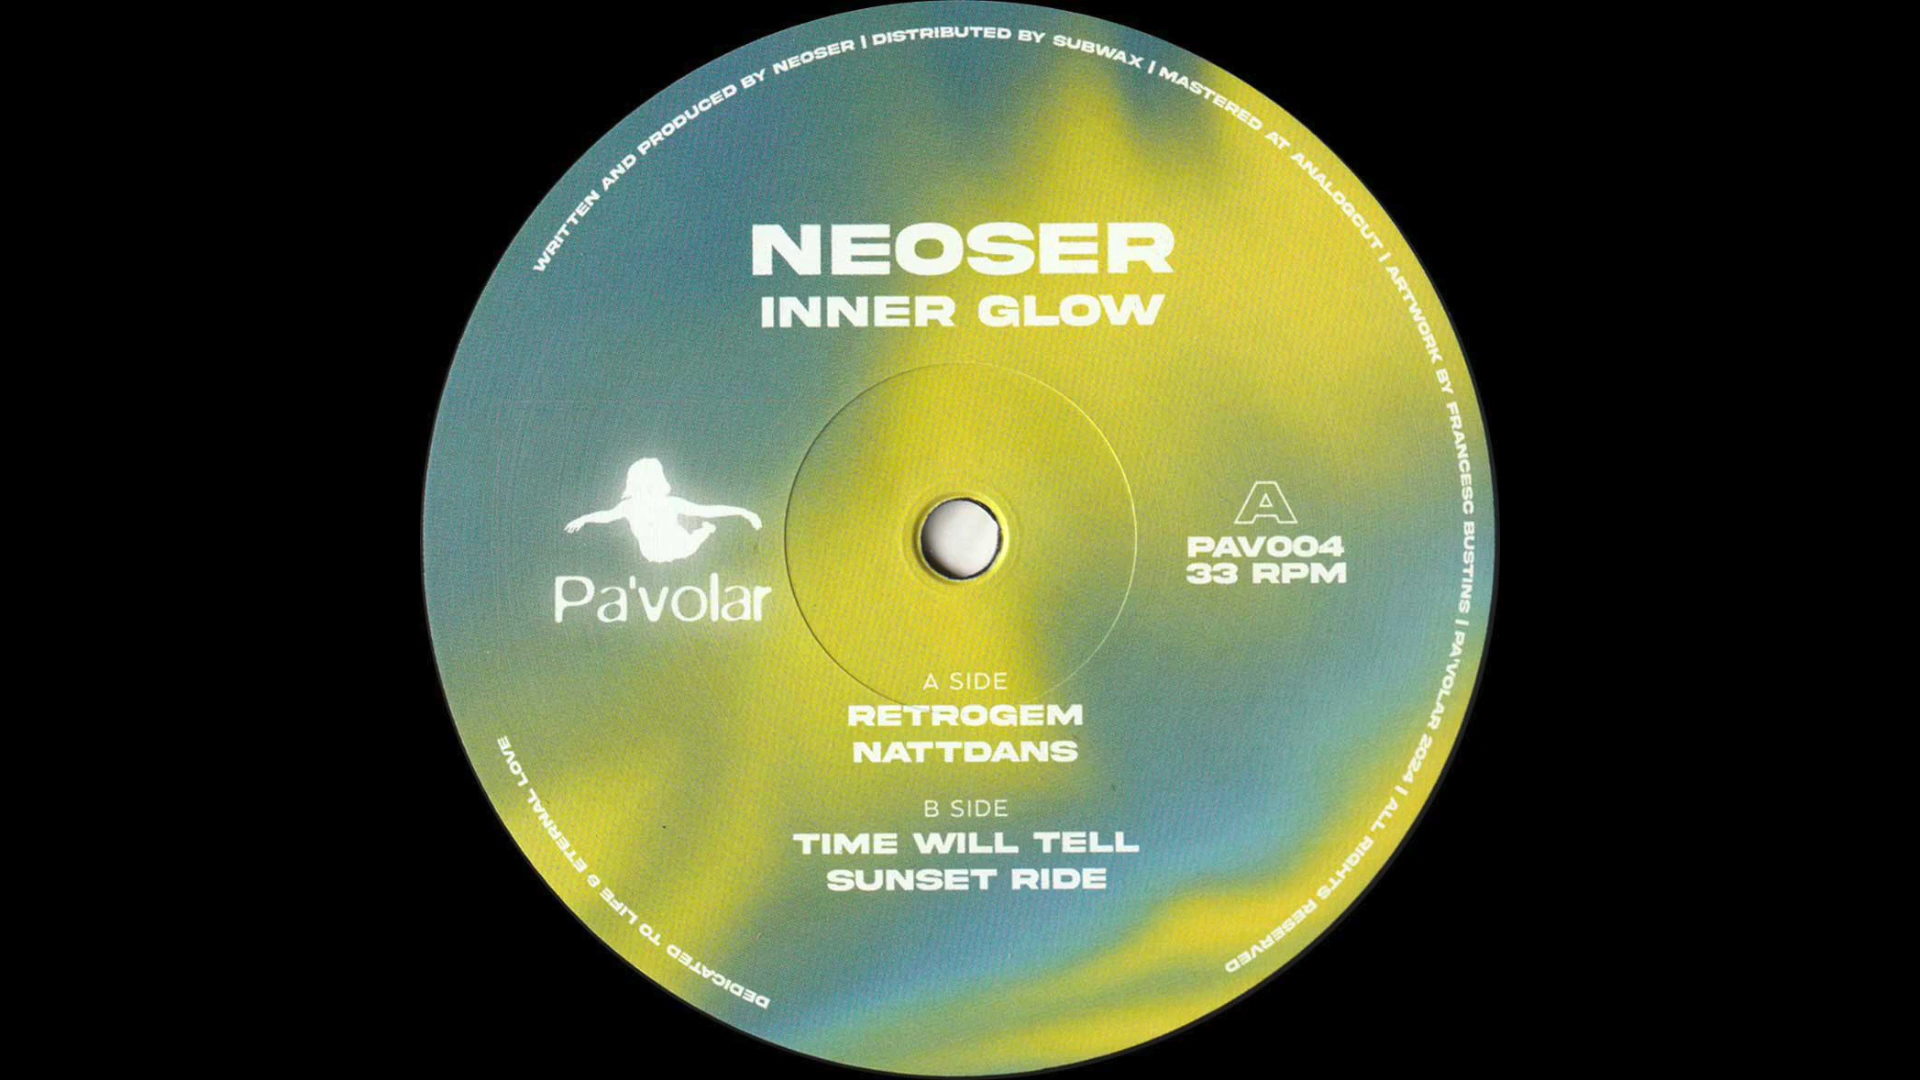 WRITTEN AND PRODUCED BY NEOSER | DISTRIBUTED BY SUBWAX | MASTERED AT ANALOGCUT | ARTWORK BY FRANCESC BUSTINS | PA'VOLAR 2024 | ALL RIGHTS RESERVED
NEOSER
INNER GLOW
Pa'volar
A
PAV004
33 RPM
A SIDE
RETROGEM
NATTDANS
B SIDE
TIME WILL TELL
SUNSET RIDE
DEDICATED TO LIFE & ETERNAL LOVE